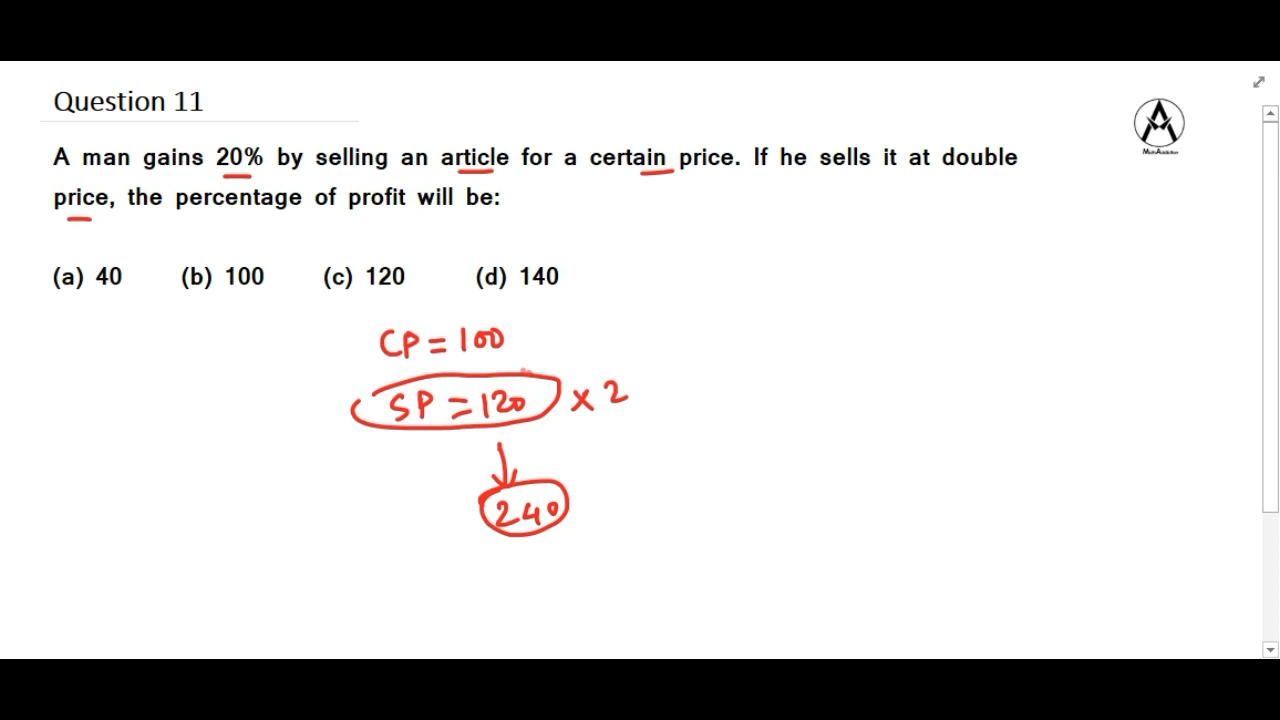 Question 11
A man gains 20% by selling an article for a certain price. If he sells it at double
price, the percentage of profit will be:
(a) 40 (b) 100 (c) 120 (d) 140
CP = 100
SP = 120 × 2
240
MathAddiction